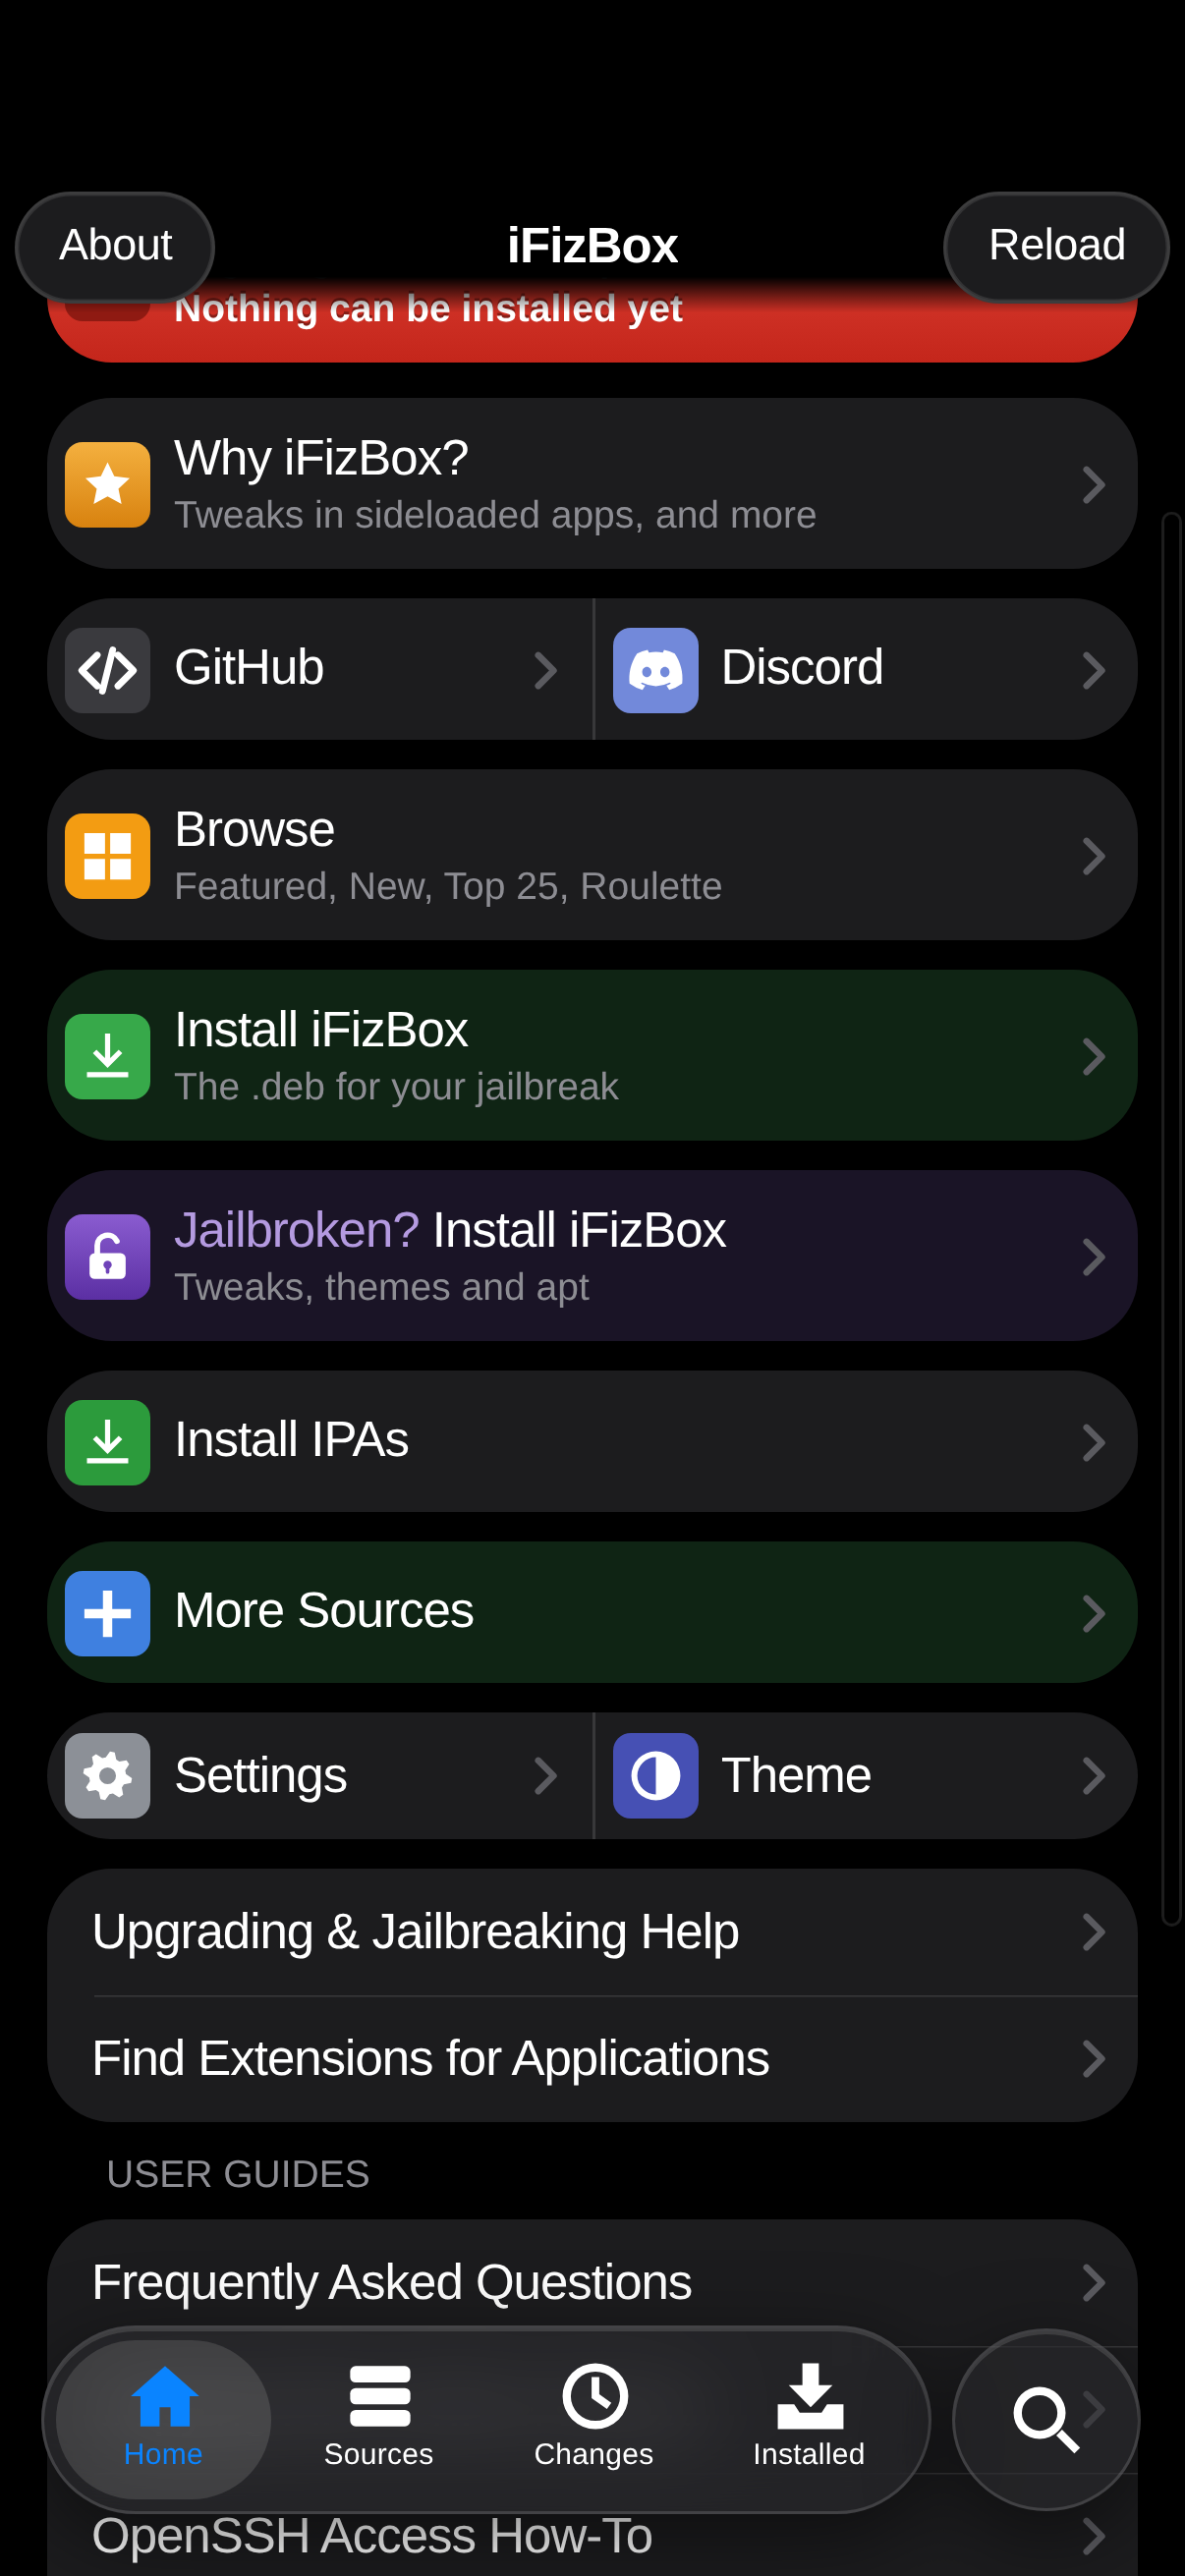 About
iFizBox
Reload
Nothing can be installed yet
Why iFizBox?
Tweaks in sideloaded apps, and more
GitHub
Discord
Browse
Featured, New, Top 25, Roulette
Install iFizBox
The .deb for your jailbreak
Jailbroken? Install iFizBox
Tweaks, themes and apt
Install IPAs
More Sources
Settings
Theme
Upgrading & Jailbreaking Help
Find Extensions for Applications
USER GUIDES
Frequently Asked Questions
Home
Sources
Changes
Installed
OpenSSH Access How-To